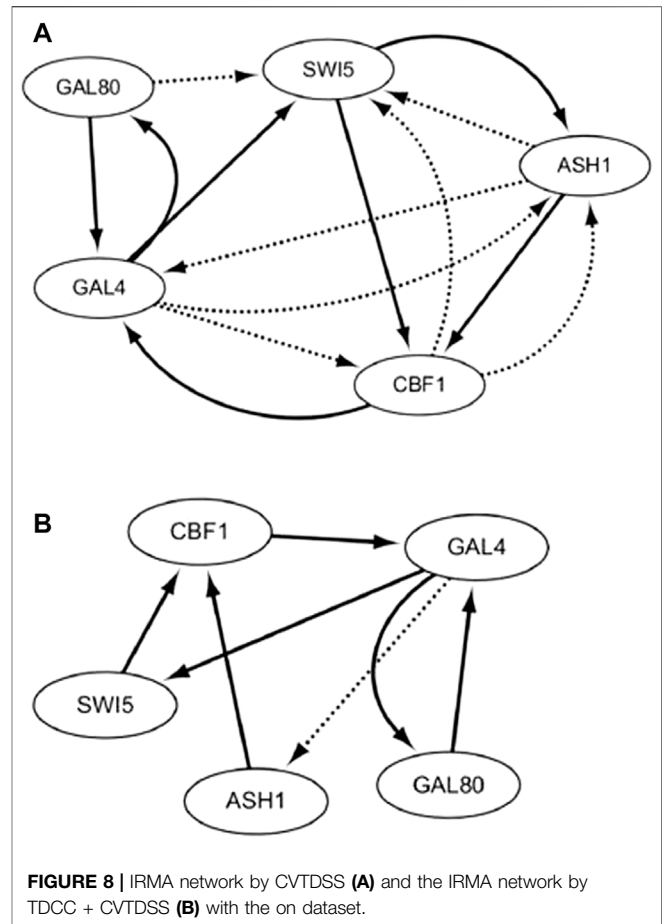 A
SWI5
GAL80
ASH1
GAL4
CBF1
B
CBF1
GAL4
SWI5
ASH1
GAL80
FIGURE 8 | IRMA network by CVTDSS (A) and the IRMA network by
TDCC + CVTDSS (B) with the on dataset.